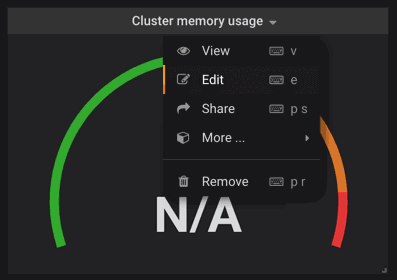 Cluster memory usage
View v
Edit e
Share p s
More ...
Remove p r
N/A